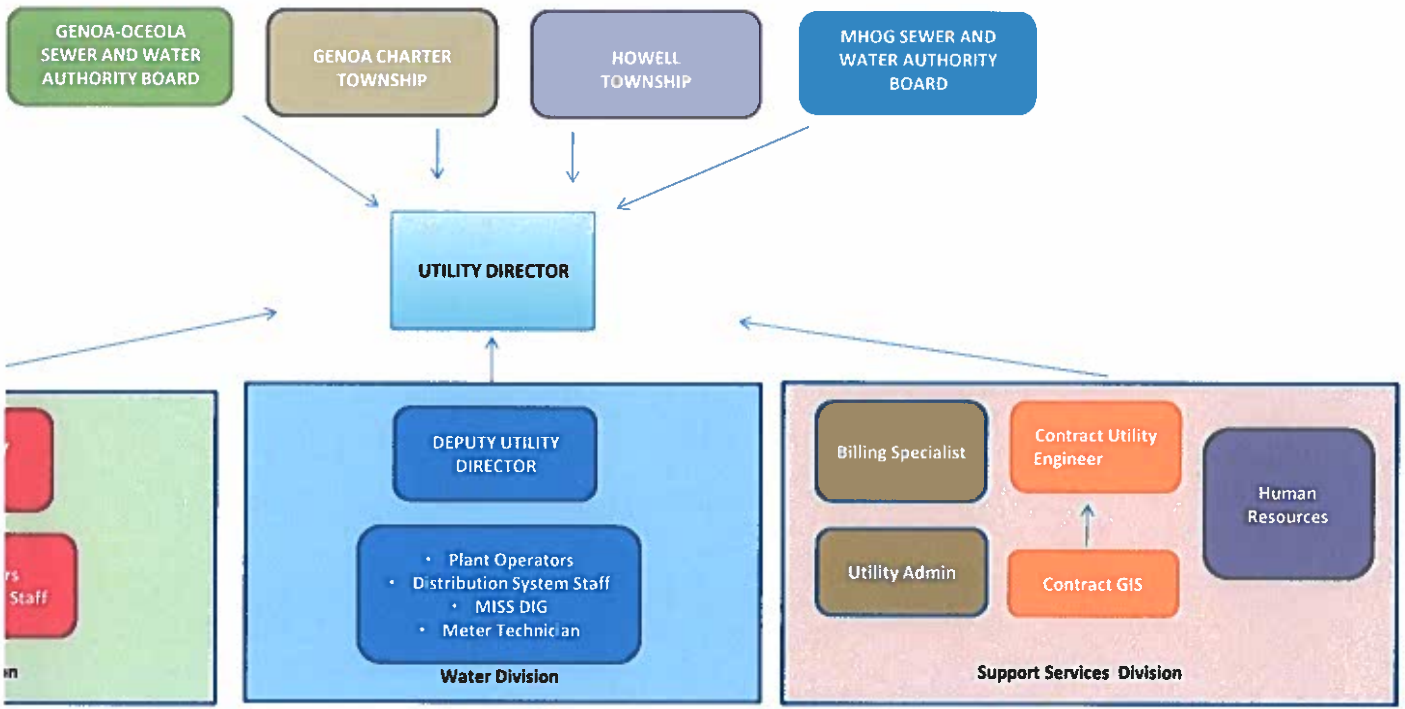 GENOA-OCEOLA
SEWER AND WATER
AUTHORITY BOARD
GENOA CHARTER
TOWNSHIP
HOWELL
TOWNSHIP
MHOG SEWER AND
WATER AUTHORITY
BOARD
UTILITY DIRECTOR
Staff
DEPUTY UTILITY
DIRECTOR
• Plant Operators
• Distribution System Staff
• MISS DIG
• Meter Technician
Water Division
Billing Specialist
Utility Admin
Contract Utility
Engineer
Contract GIS
Human
Resources
Support Services Division